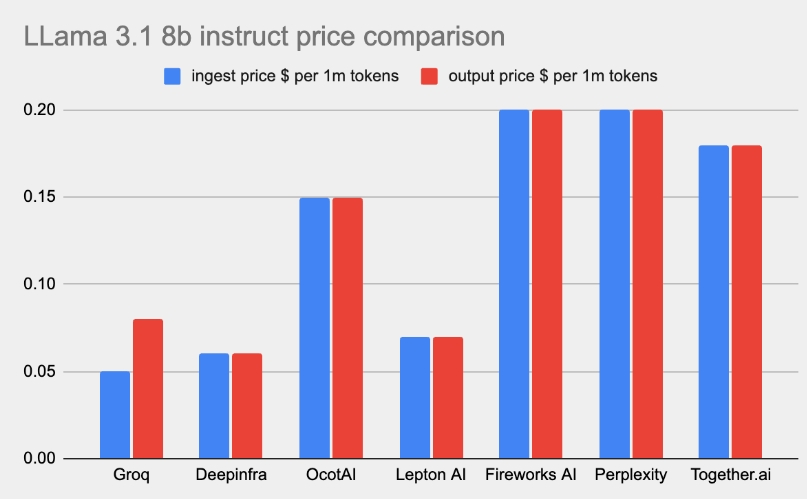 LLama 3.1 8b instruct price comparison
ingest price $ per 1m tokens output price $ per 1m tokens
0.20
0.15
0.10
0.05
0.00
Groq Deepinfra OcotAI Lepton AI Fireworks AI Perplexity Together.ai